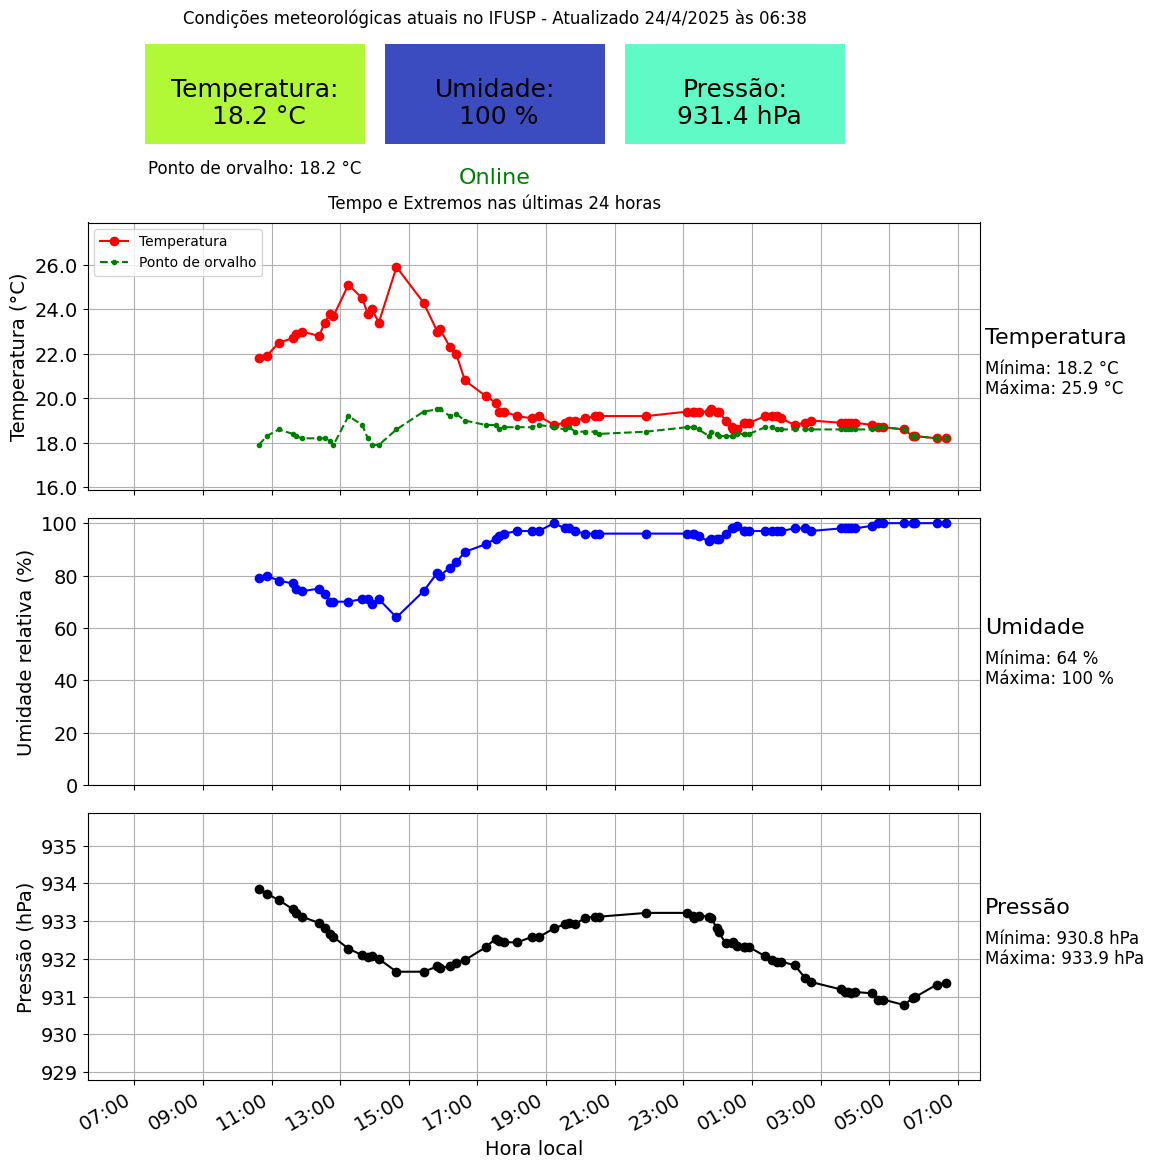 Condições meteorológicas atuais no IFUSP - Atualizado 24/4/2025 às 06:38
Temperatura:
18.2 °C
Umidade:
100 %
Pressão:
931.4 hPa
Ponto de orvalho: 18.2 °C
Online
Tempo e Extremos nas últimas 24 horas
Temperatura (°C)
26.0
24.0
22.0
20.0
18.0
16.0
Temperatura
Ponto de orvalho
Temperatura
Mínima: 18.2 °C
Máxima: 25.9 °C
Umidade relativa (%)
100
80
60
40
20
0
Umidade
Mínima: 64 %
Máxima: 100 %
Pressão (hPa)
935
934
933
932
931
930
929
Pressão
Mínima: 930.8 hPa
Máxima: 933.9 hPa
07:00
09:00
11:00
13:00
15:00
17:00
19:00
21:00
23:00
01:00
03:00
05:00
07:00
Hora local